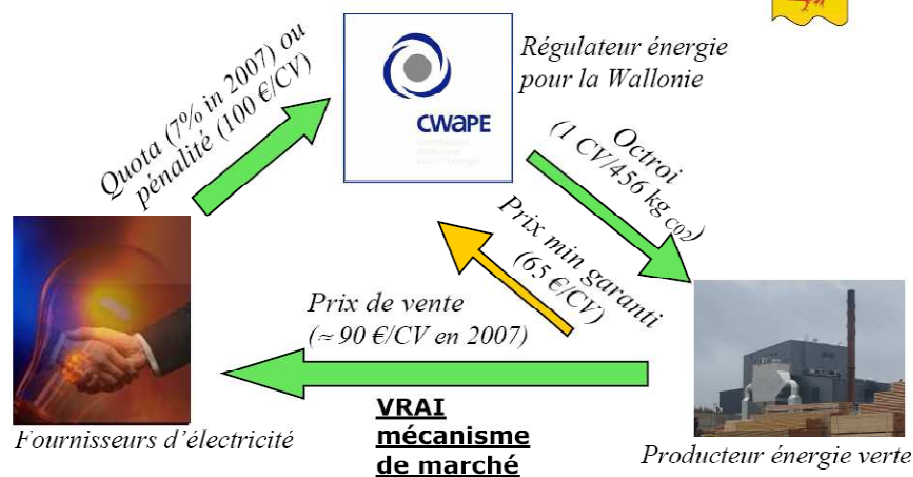 Quota (7% in 2007) ou
pénalité (100 €/CV)
CWaPE
Régulateur énergie
pour la Wallonie
Octroi
(1 CV/456 kg CO2)
Prix min garanti
(65 €/CV)
Prix de vente
(≈ 90 €/CV en 2007)
VRAI
mécanisme
de marché
Fournisseurs d'électricité
Producteur énergie verte